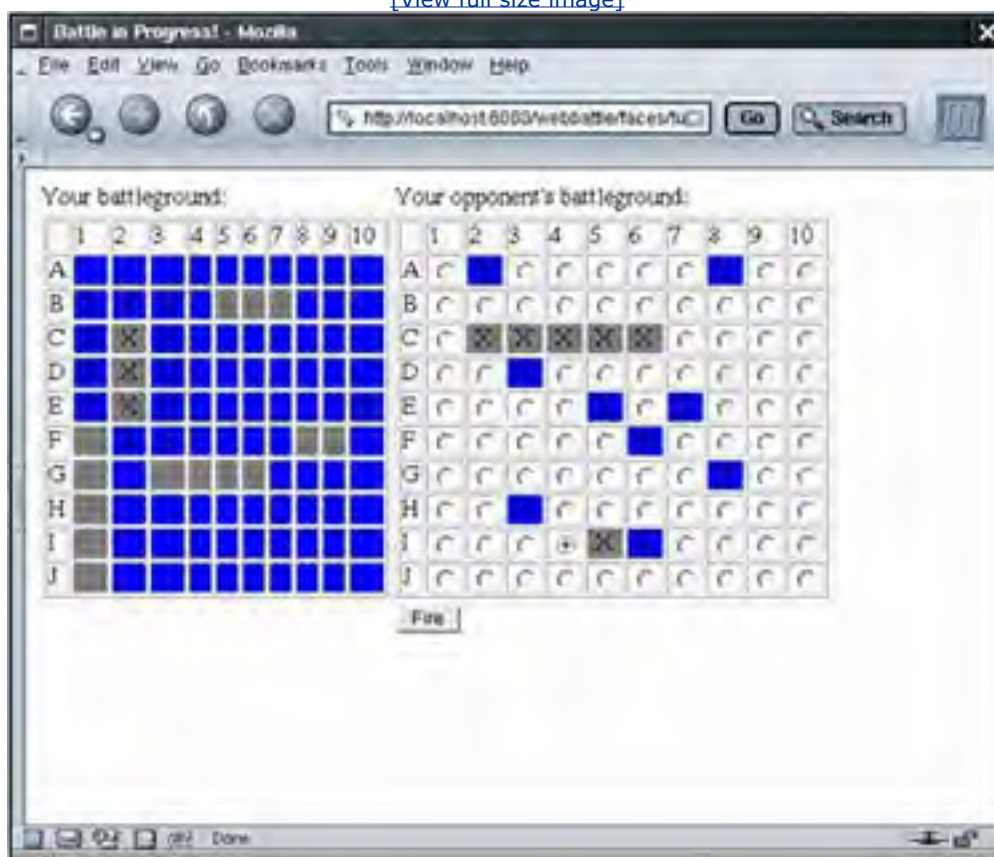 [View full size image]
Battle in Progress! - Mozilla
File Edit View Go Bookmarks Tools Window Help
Go Search
Your battleground: Your opponent's battleground:
1 2 3 4 5 6 7 8 9 10 1 2 3 4 5 6 7 8 9 10
A A
B B
C X C X X X X X
D X D
E X E
F F
G G
H H
I I X
J J
Fire
Done